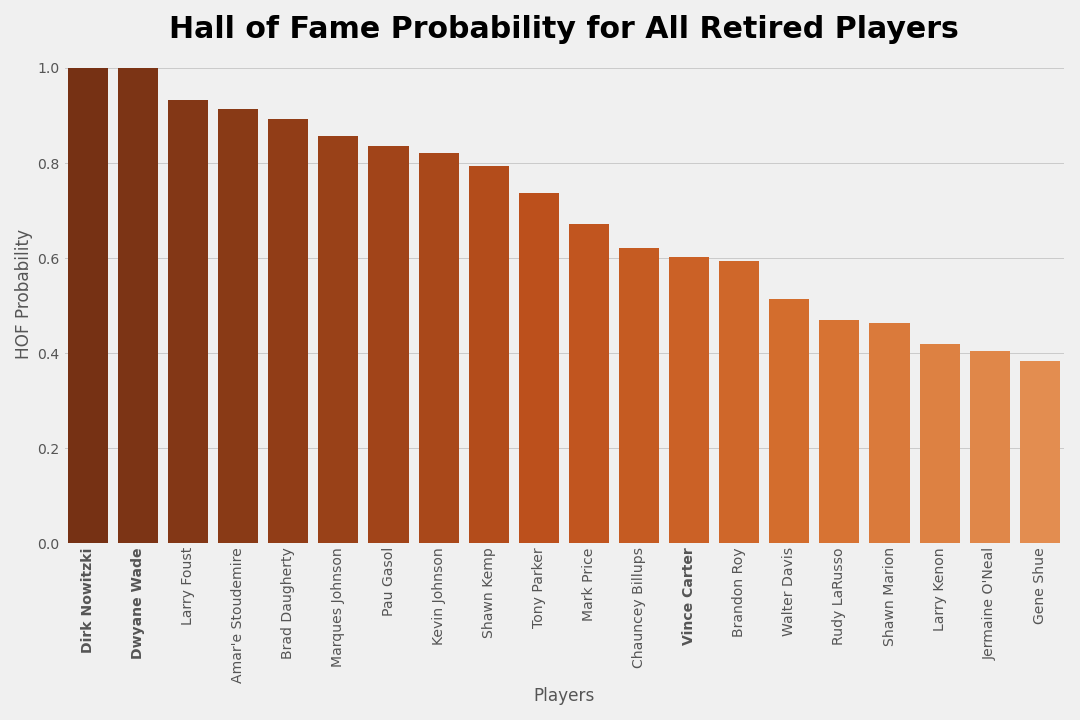 Hall of Fame Probability for All Retired Players
HOF Probability
1.0
0.8
0.6
0.4
0.2
0.0
Dirk Nowitzki
Dwyane Wade
Larry Foust
Amar'e Stoudemire
Brad Daugherty
Marques Johnson
Pau Gasol
Kevin Johnson
Shawn Kemp
Tony Parker
Mark Price
Chauncey Billups
Vince Carter
Brandon Roy
Walter Davis
Rudy LaRusso
Shawn Marion
Larry Kenon
Jermaine O'Neal
Gene Shue
Players